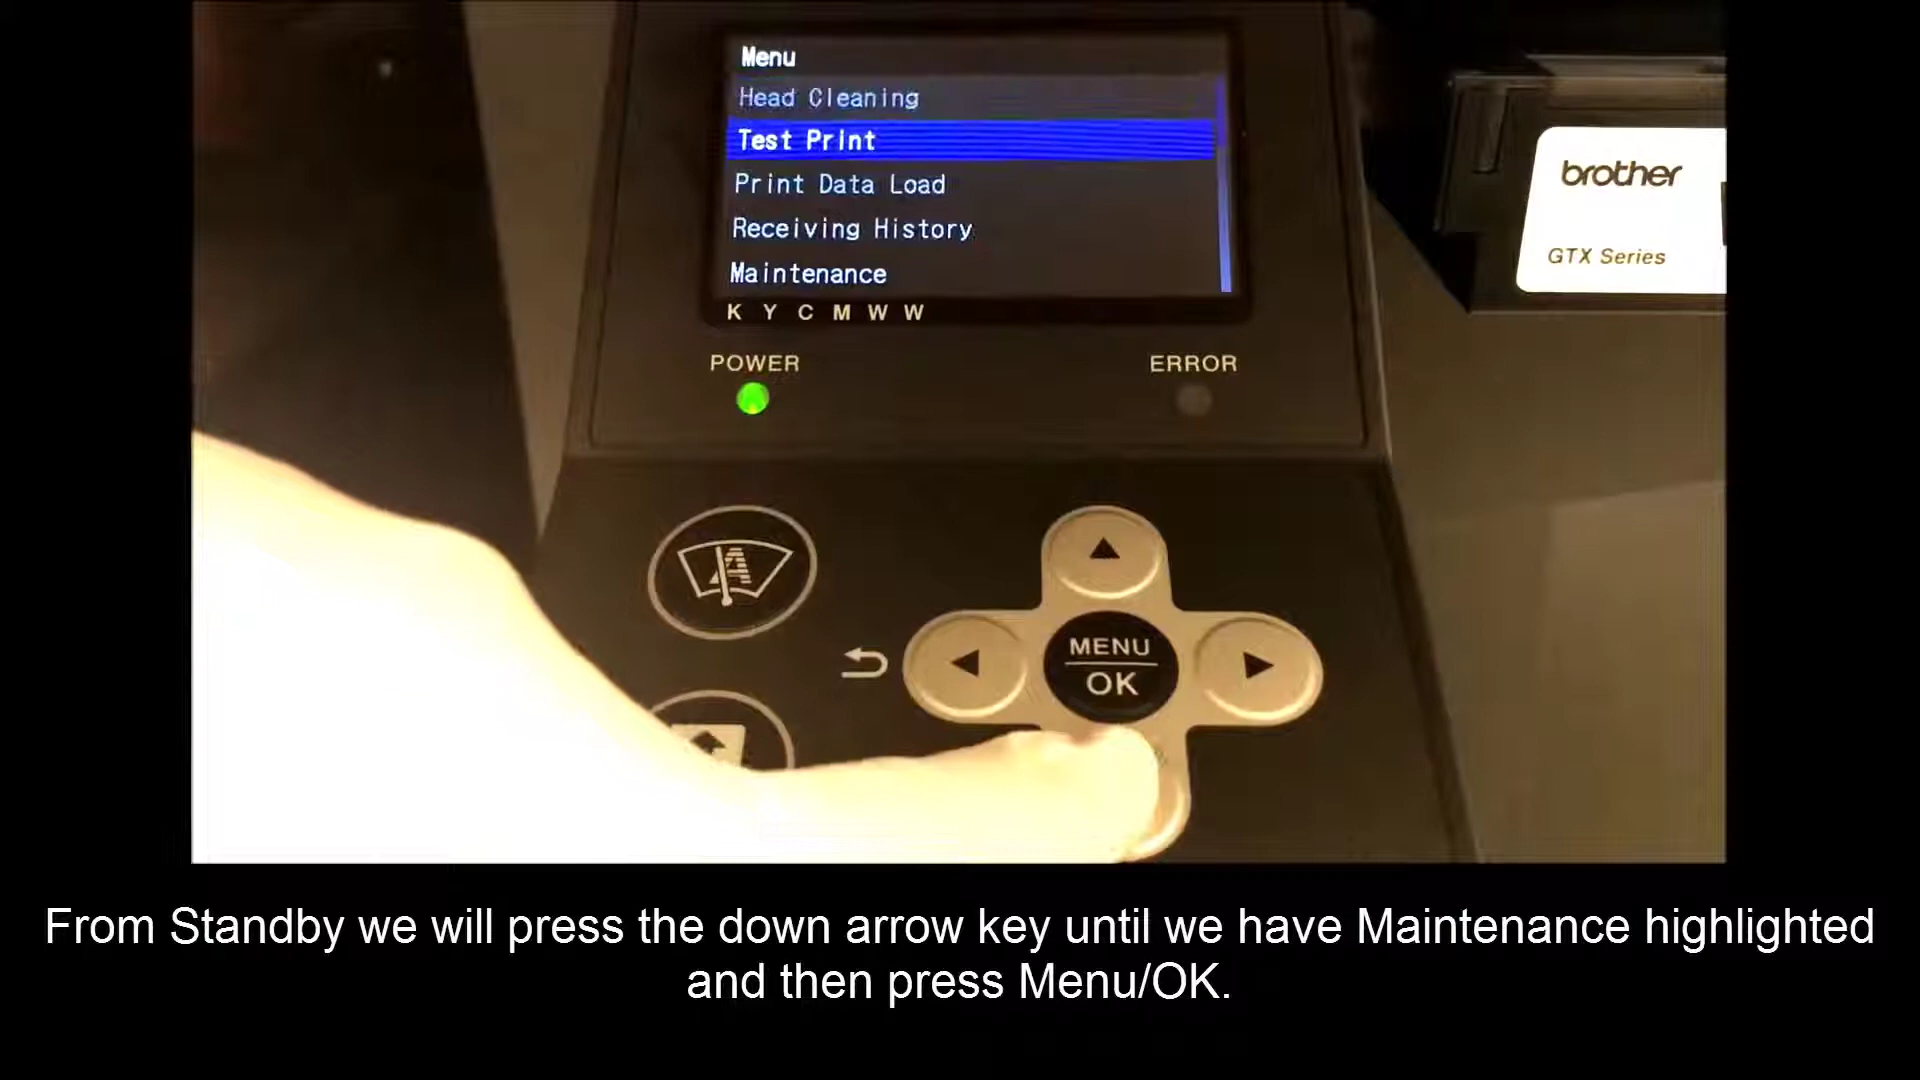 Menu
Head Cleaning
Test Print
Print Data Load
Receiving History
Maintenance
K Y C M W W
POWER
ERROR
brother
GTX Series
MENU
OK
From Standby we will press the down arrow key until we have Maintenance highlighted
and then press Menu/OK.